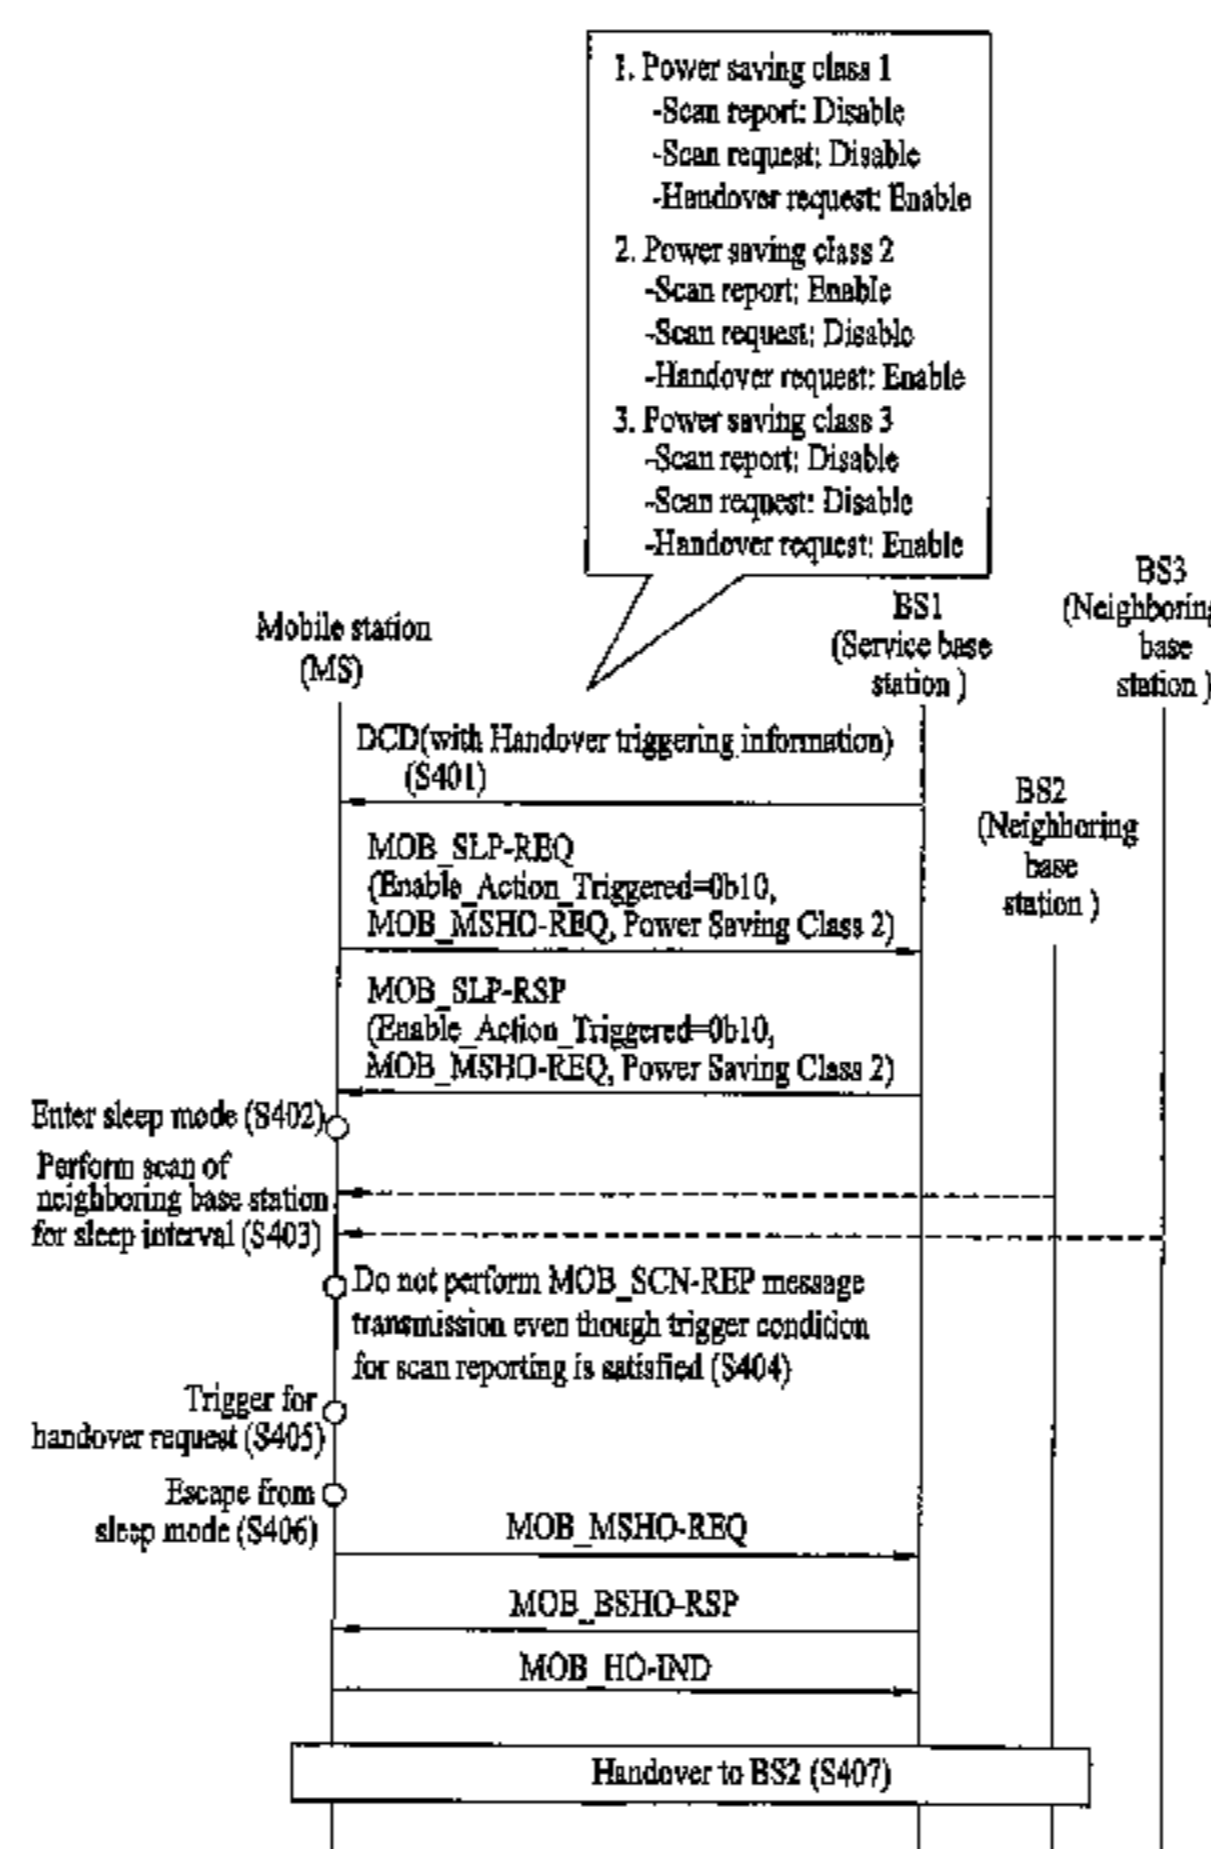 1. Power saving class 1
-Scan report: Disable
-Scan request: Disable
-Handover request: Enable
2. Power saving class 2
-Scan report: Enable
-Scan request: Disable
-Handover request: Enable
3. Power saving class 3
-Scan report: Disable
-Scan request: Disable
-Handover request: Enable
Mobile station
(MS)
BS1
(Service base
station )
BS3
(Neighboring
base
station )
BS2
(Neighboring
base
station )
DCD(with Handover triggering information)
(S401)
MOB_SLP-REQ
(Enable_Action_Triggered=0b10,
MOB_MSHO-REQ, Power Saving Class 2)
MOB_SLP-RSP
(Enable_Action_Triggered=0b10,
MOB_MSHO-REQ, Power Saving Class 2)
Enter sleep mode (S402)
Perform scan of
neighboring base station
for sleep interval (S403)
Do not perform MOB_SCN-REP message
transmission even though trigger condition
for scan reporting is satisfied (S404)
Trigger for
handover request (S405)
Escape from
sleep mode (S406)
MOB_MSHO-REQ
MOB_BSHO-RSP
MOB_HO-IND
Handover to BS2 (S407)